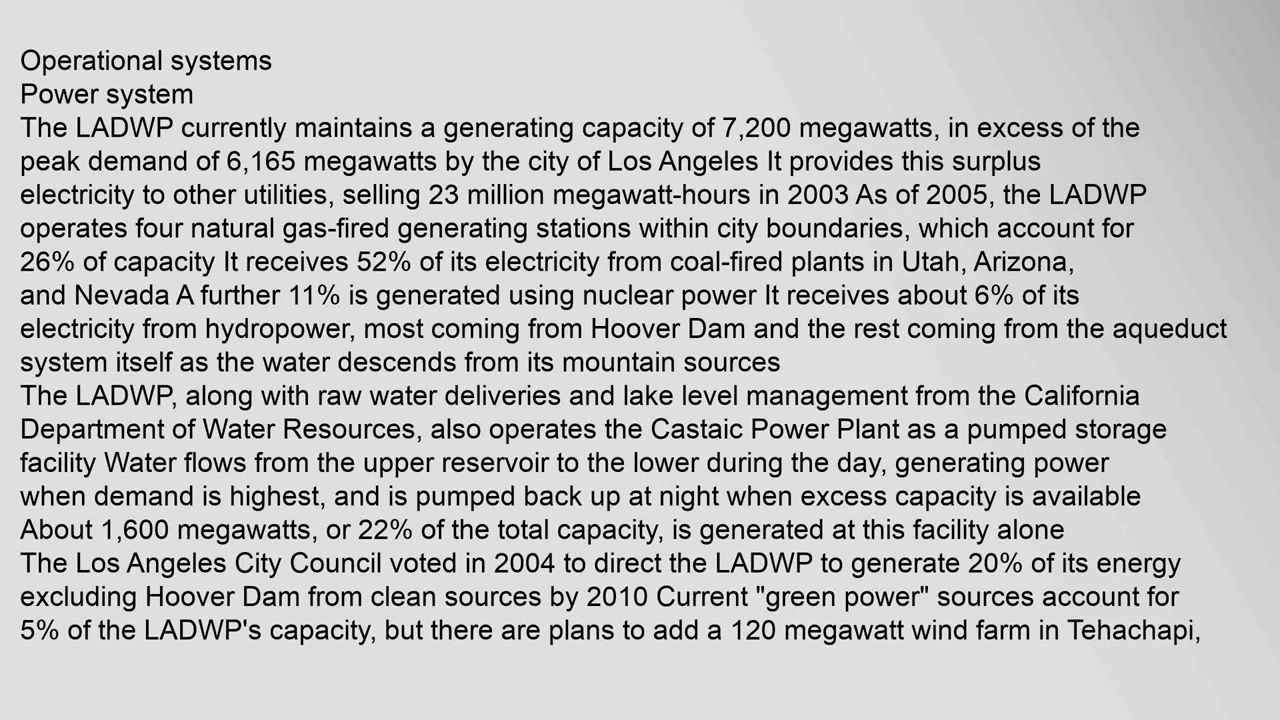 Operational systems
Power system
The LADWP currently maintains a generating capacity of 7,200 megawatts, in excess of the
peak demand of 6,165 megawatts by the city of Los Angeles It provides this surplus
electricity to other utilities, selling 23 million megawatt-hours in 2003 As of 2005, the LADWP
operates four natural gas-fired generating stations within city boundaries, which account for
26% of capacity It receives 52% of its electricity from coal-fired plants in Utah, Arizona,
and Nevada A further 11% is generated using nuclear power It receives about 6% of its
electricity from hydropower, most coming from Hoover Dam and the rest coming from the aqueduct
system itself as the water descends from its mountain sources
The LADWP, along with raw water deliveries and lake level management from the California
Department of Water Resources, also operates the Castaic Power Plant as a pumped storage
facility Water flows from the upper reservoir to the lower during the day, generating power
when demand is highest, and is pumped back up at night when excess capacity is available
About 1,600 megawatts, or 22% of the total capacity, is generated at this facility alone
The Los Angeles City Council voted in 2004 to direct the LADWP to generate 20% of its energy
excluding Hoover Dam from clean sources by 2010 Current "green power" sources account for
5% of the LADWP's capacity, but there are plans to add a 120 megawatt wind farm in Tehachapi,